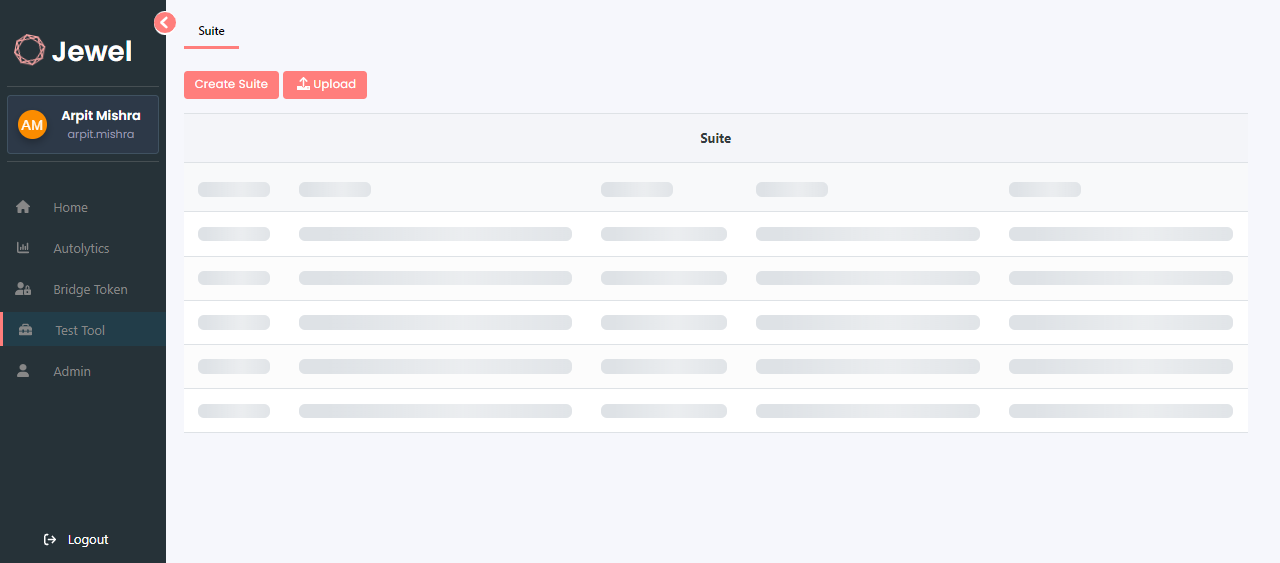 Jewel
AM
Arpit Mishra
arpit.mishra
Home
Autolytics
Bridge Token
Test Tool
Admin
Logout
Suite
Create Suite
Upload
Suite